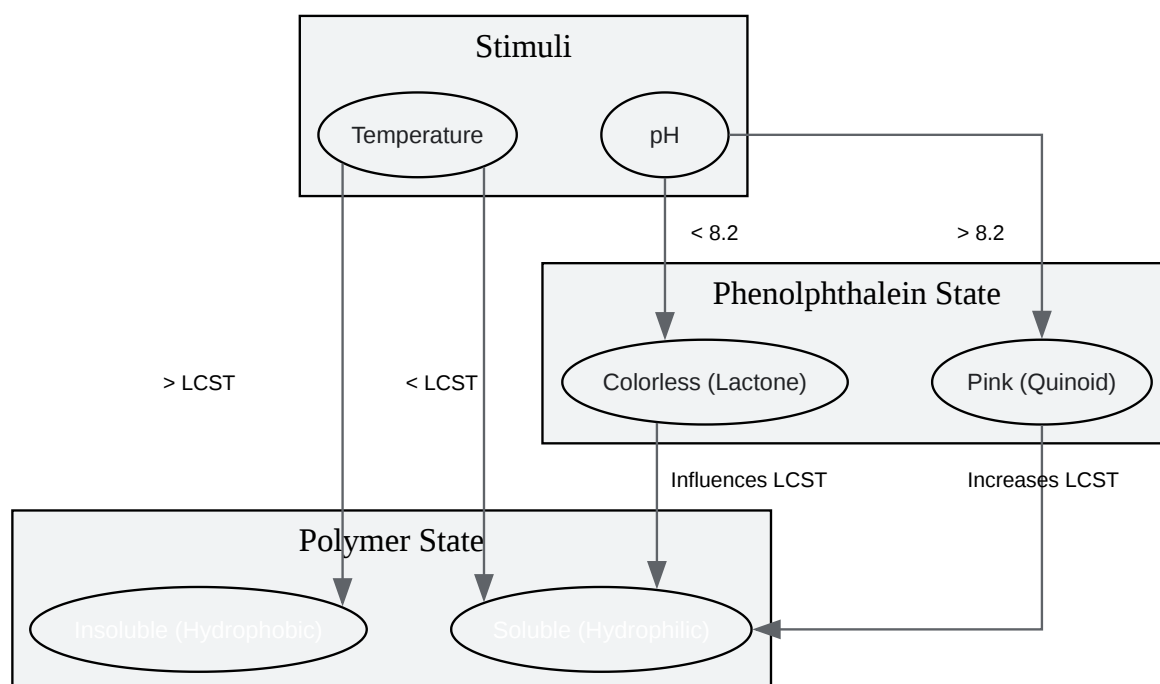 Stimuli
Temperature
pH
< 8.2
> 8.2
Phenolphthalein State
> LCST
< LCST
Colorless (Lactone)
Pink (Quinoid)
Influences LCST
Increases LCST
Polymer State
Insoluble (Hydrophobic)
Soluble (Hydrophilic)